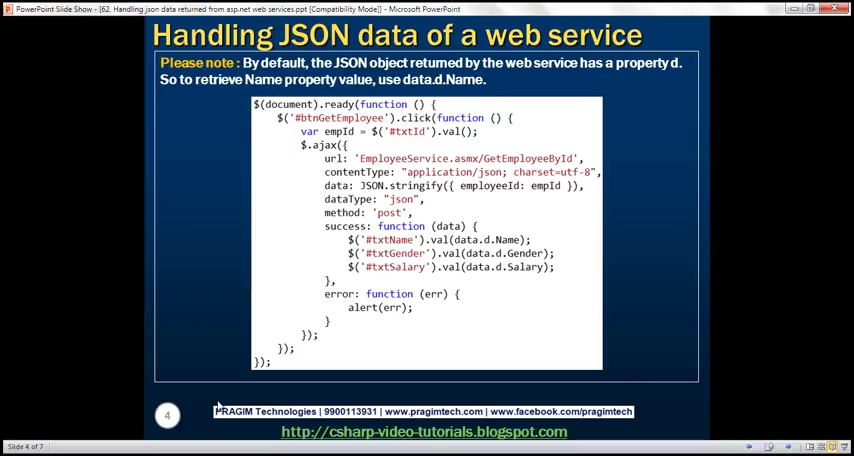 PowerPoint Slide Show - [62. Handling json data returned from asp.net web services.ppt [Compatibility Mode]] - Microsoft PowerPoint
Handling JSON data of a web service
Please note : By default, the JSON object returned by the web service has a property d.
So to retrieve Name property value, use data.d.Name.
$(document).ready(function () {
$('#btnGetEmployee').click(function () {
var empId = $('#txtId').val();
$.ajax({
url: 'EmployeeService.asmx/GetEmployeeById',
contentType: "application/json; charset=utf-8",
data: JSON.stringify({ employeeId: empId }),
dataType: "json",
method: 'post',
success: function (data) {
$('#txtName').val(data.d.Name);
$('#txtGender').val(data.d.Gender);
$('#txtSalary').val(data.d.Salary);
},
error: function (err) {
alert(err);
}
});
});
});
4
PRAGIM Technologies | 9900113931 | www.pragimtech.com | www.facebook.com/pragimtech
http://csharp-video-tutorials.blogspot.com
Slide 4 of 7